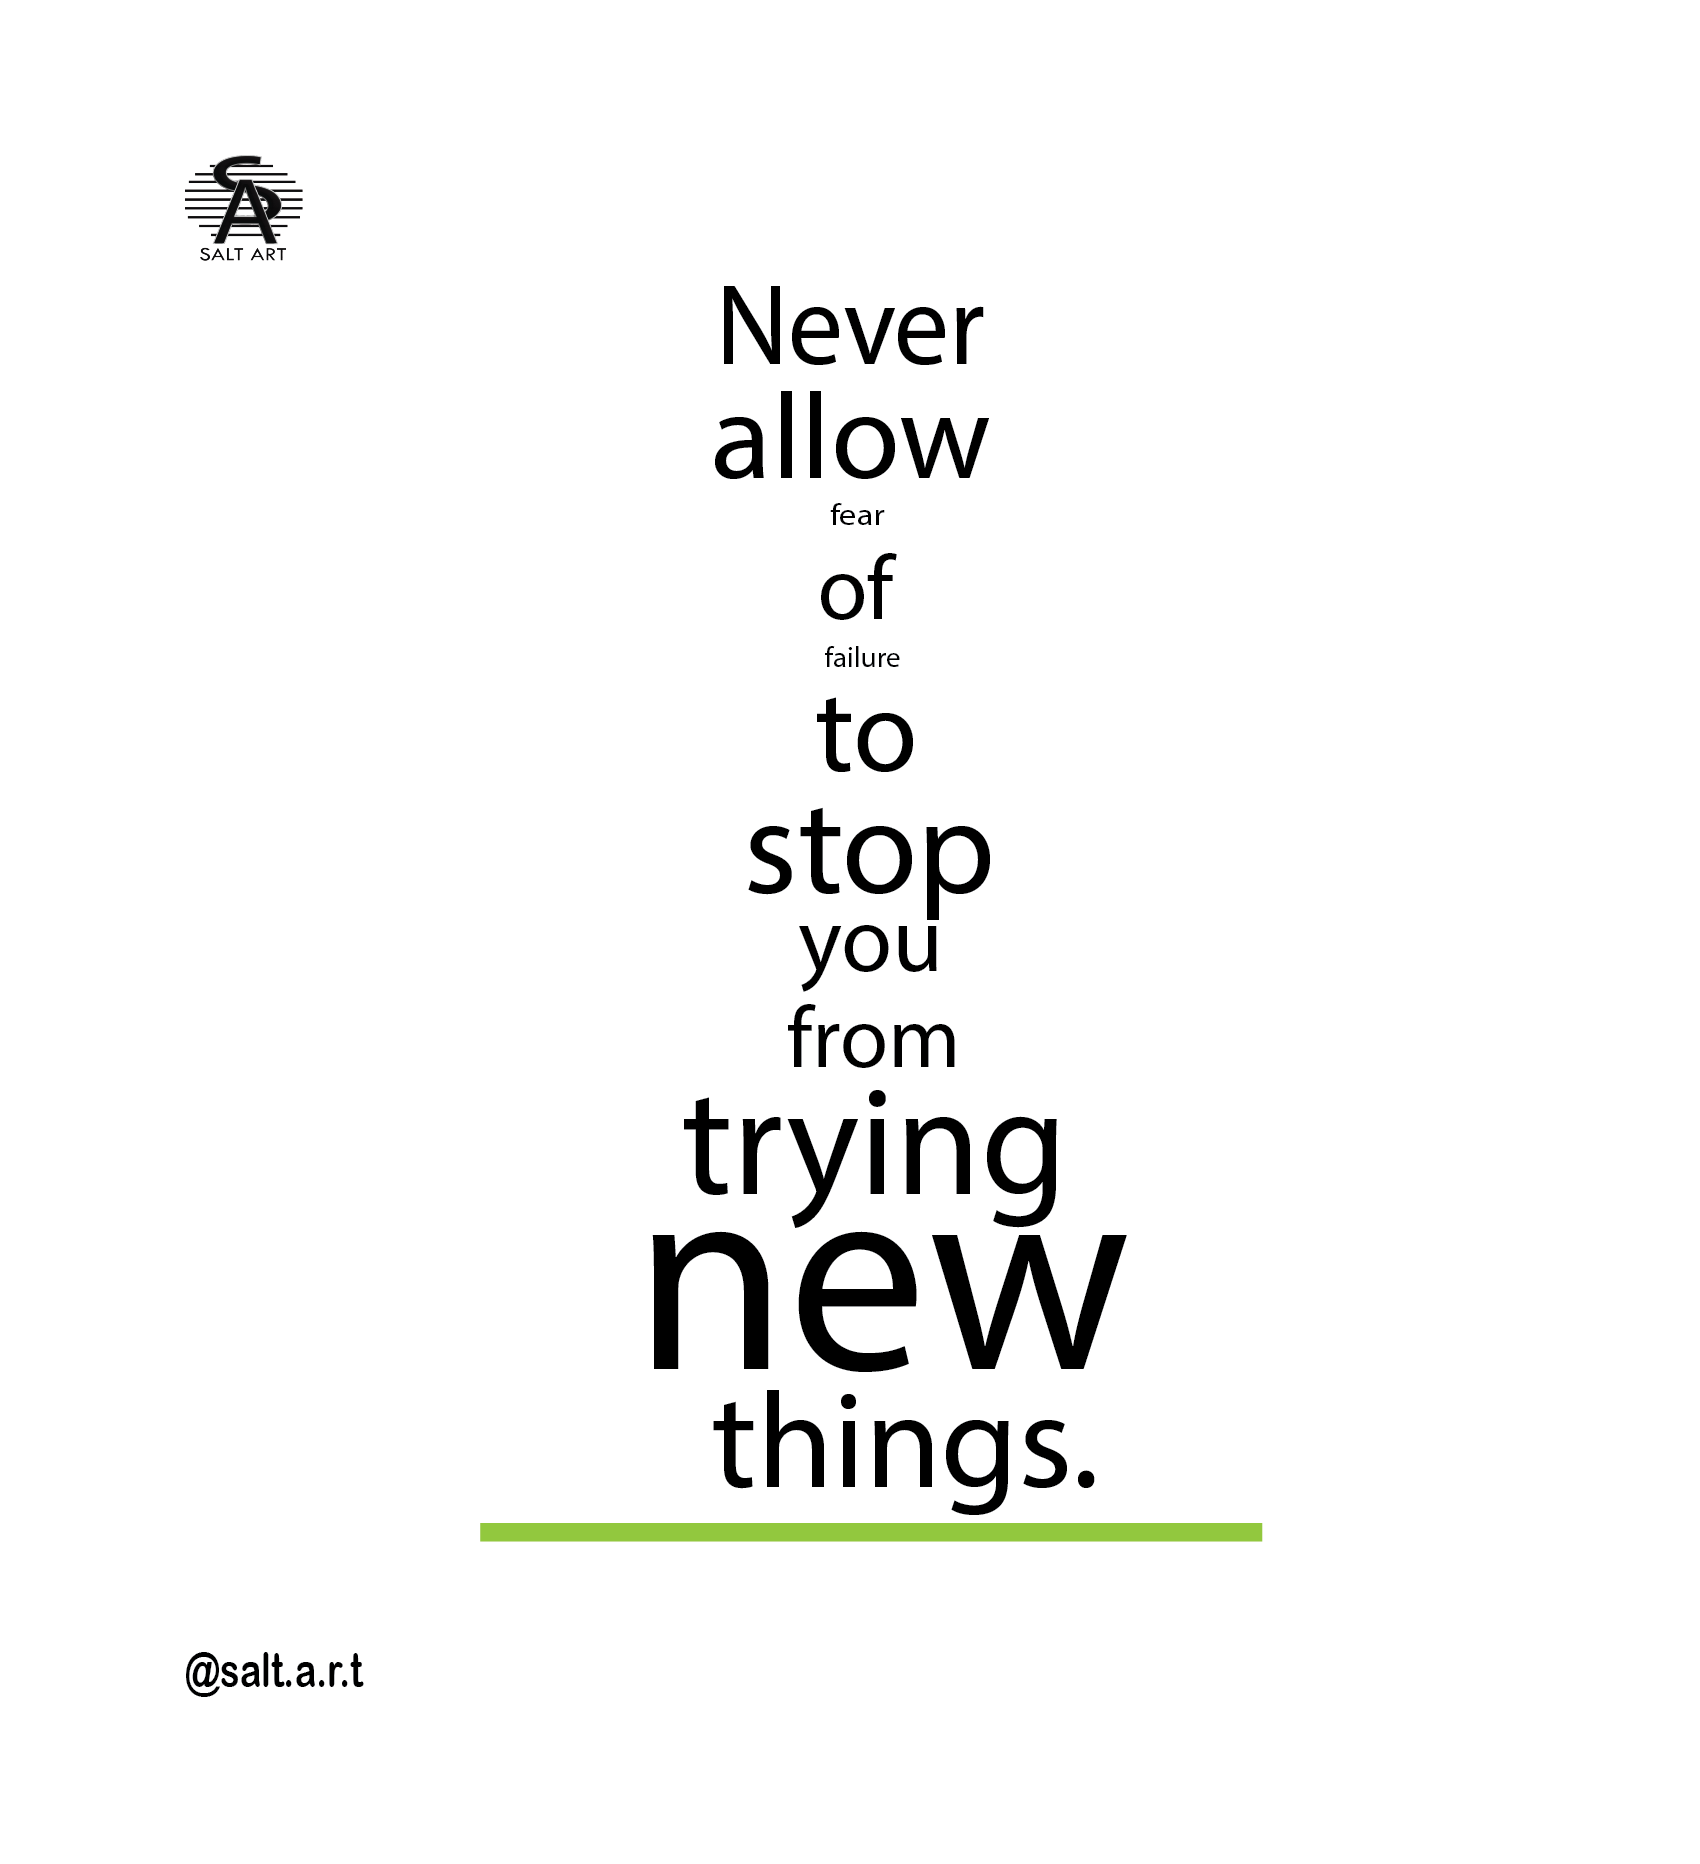 SA
SALT ART
Never
allow
fear
of
failure
to
stop
you
from
trying
new
things.
@salt.a.r.t